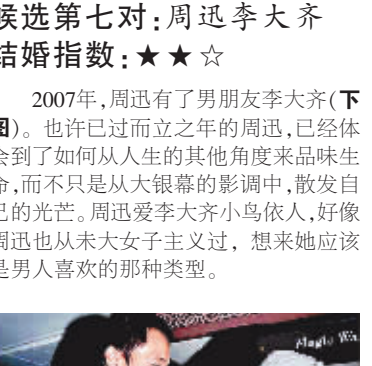 候选第七对:周迅李大齐
结婚指数:★★☆
2007年,周迅有了男朋友李大齐(下
图)。也许已过而立之年的周迅,已经体
会到了如何从人生的其他角度来品味生
命,而不只是从大银幕的影调中,散发自
己的光芒。周迅爱李大齐小鸟依人,好像
周迅也从未大女子主义过，想来她应该
是男人喜欢的那种类型。
Magic